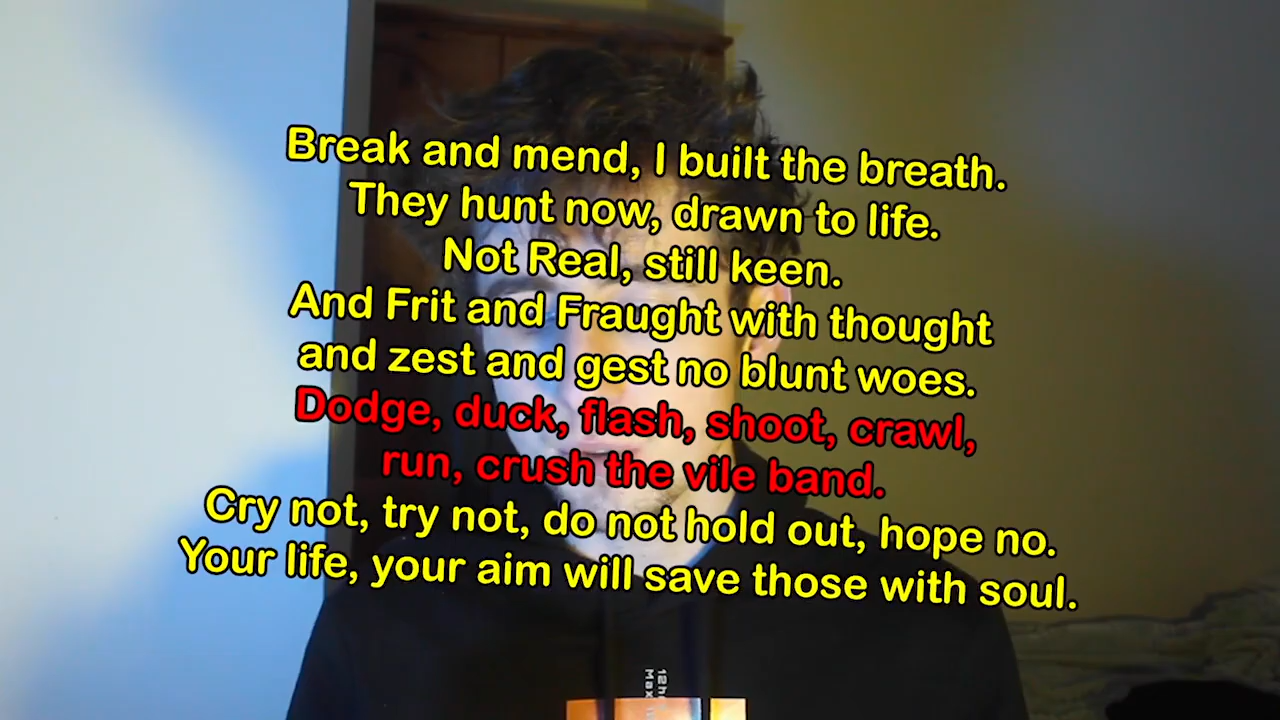 Break and mend, I built the breath.
They hunt now, drawn to life.
Not Real, still keen.
And Frit and Fraught with thought
and zest and gest no blunt woes.
Dodge, duck, flash, shoot, crawl,
run, crush the vile band.
Cry not, try not, do not hold out, hope no.
Your life, your aim will save those with soul.